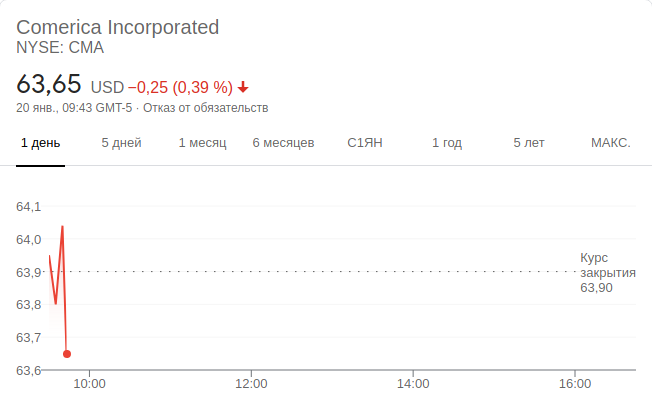 Comerica Incorporated
NYSE: CMA
63,65 USD −0,25 (0,39 %)
20 янв., 09:43 GMT-5 · Отказ от обязательств
1 день 5 дней 1 месяц 6 месяцев С1ЯН 1 год 5 лет МАКС.
64,1
64,0
63,9
63,8
63,7
63,6
Курс
закрытия
63,90
10:00 12:00 14:00 16:00